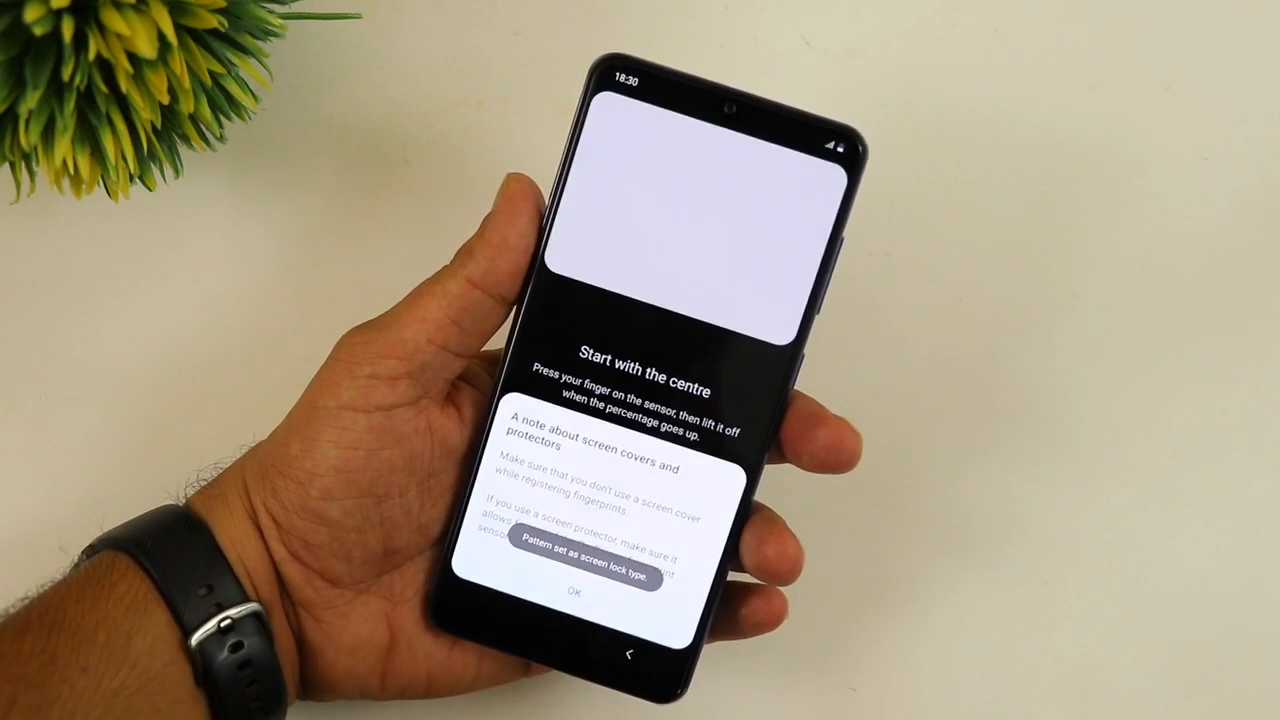 18:30
Start with the centre
Press your finger on the sensor, then lift it off
when the percentage goes up.
A note about screen covers and
protectors
Make sure that you don't use a screen cover
while registering fingerprints.
If you use a screen protector, make sure it
allows
sensor
Pattern set as screen lock type.
OK